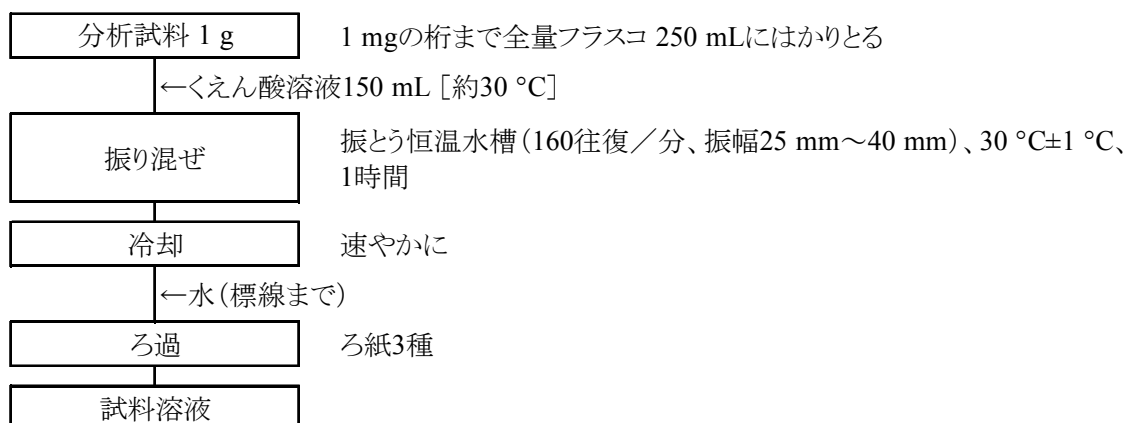 分析試料 1 g
1 mgの桁まで全量フラスコ 250 mLにはかりとる
←くえん酸溶液150 mL［約30 °C］
振り混ぜ
振とう恒温水槽（160往復／分、振幅25 mm～40 mm）、30 °C±1 °C、
1時間
冷却
速やかに
←水（標線まで）
ろ過
ろ紙3種
試料溶液